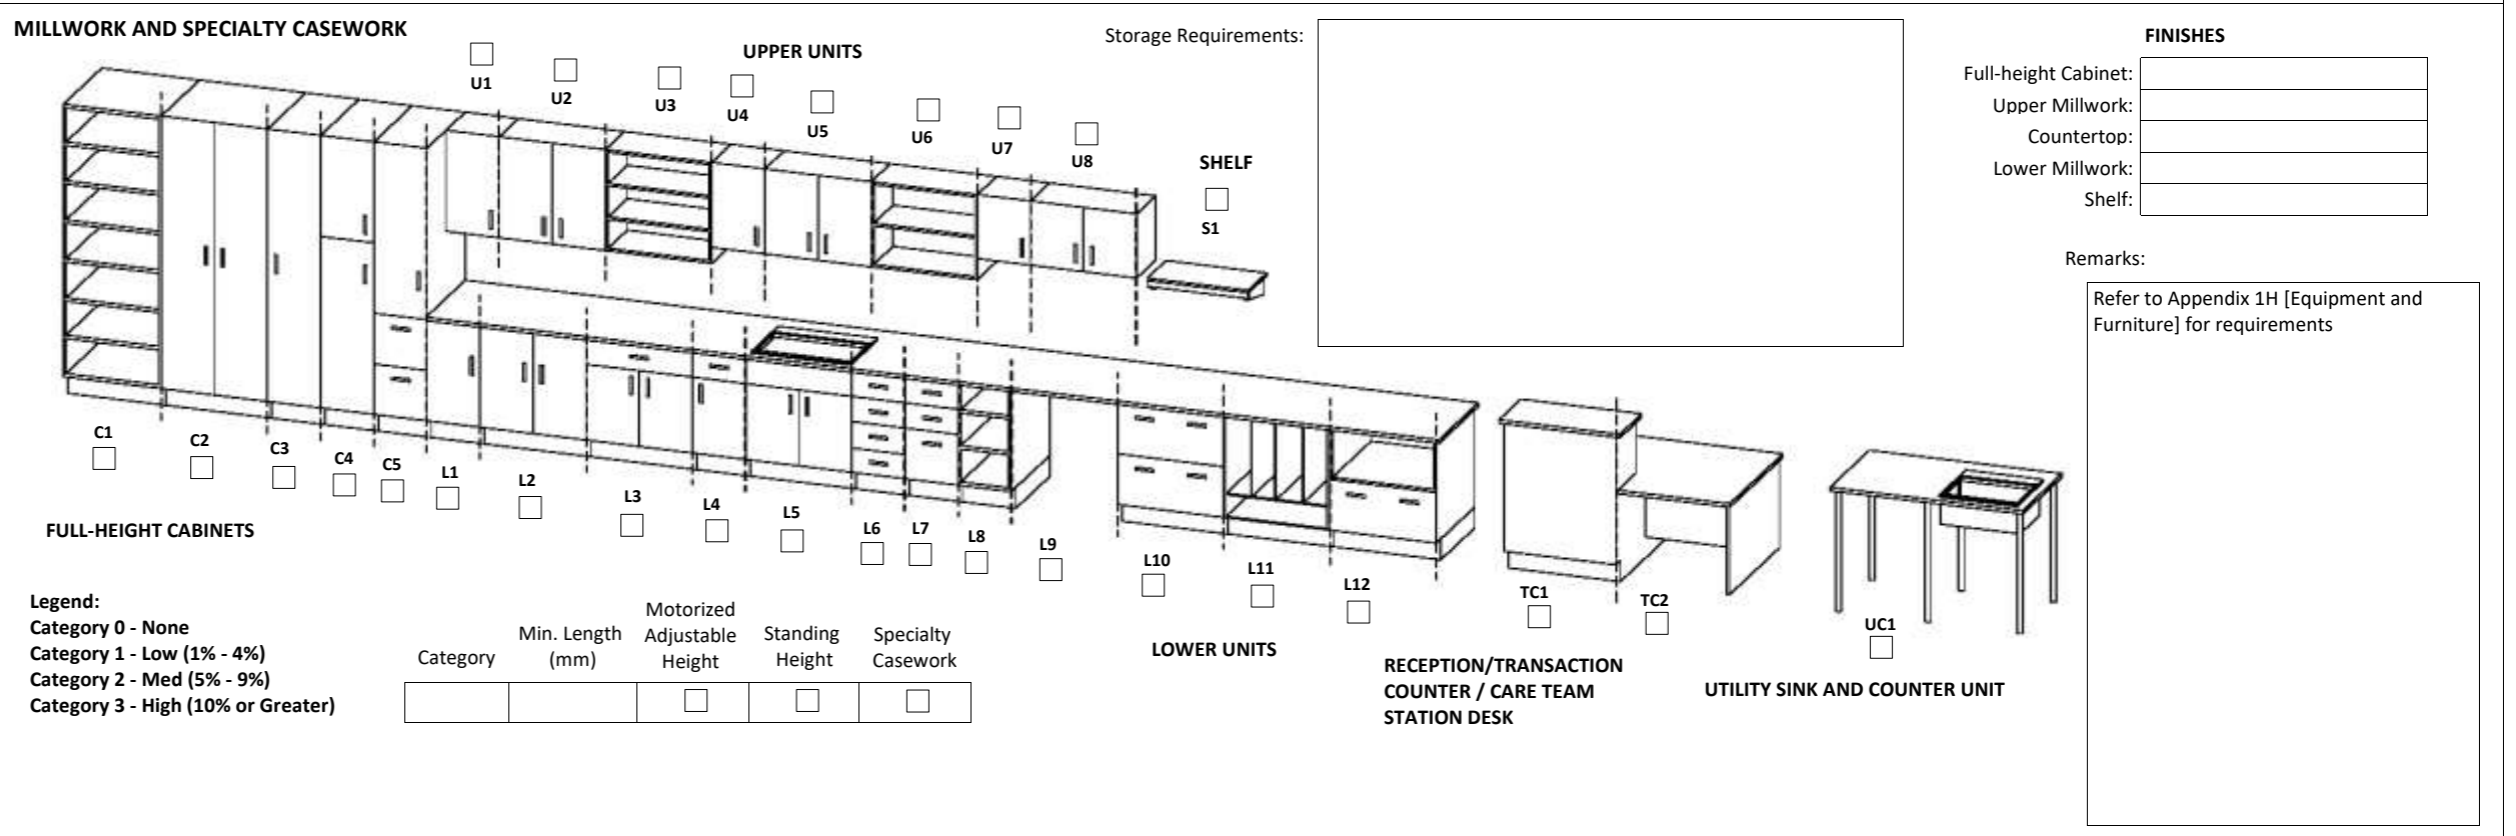 MILLWORK AND SPECIALTY CASEWORK
UPPER UNITS
U1
U2
U3
U4
U5
U6
U7
U8
SHELF
S1
Storage Requirements:
FINISHES
Full-height Cabinet:
Upper Millwork:
Countertop:
Lower Millwork:
Shelf:
Remarks:
Refer to Appendix 1H [Equipment and
Furniture] for requirements
C1
C2
C3
C4
C5
L1
L2
L3
L4
L5
L6
L7
L8
L9
L10
L11
L12
TC1
TC2
UC1
FULL-HEIGHT CABINETS
LOWER UNITS
RECEPTION/TRANSACTION
COUNTER / CARE TEAM
STATION DESK
UTILITY SINK AND COUNTER UNIT
Legend:
Category 0 - None
Category 1 - Low (1% - 4%)
Category 2 - Med (5% - 9%)
Category 3 - High (10% or Greater)
Category
Min. Length
(mm)
Motorized
Adjustable
Height
Standing
Height
Specialty
Casework